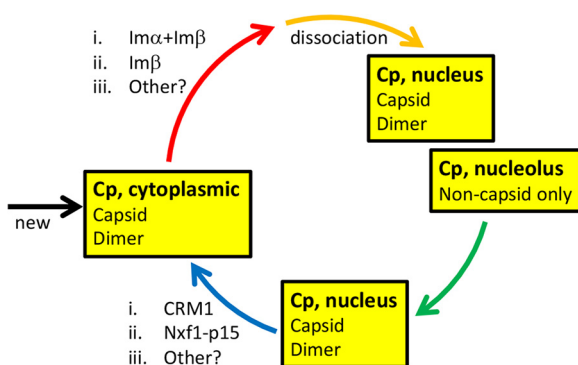 i. Imα+Imβ
ii. Imβ
iii. Other?
dissociation
Cp, nucleus
Capsid
Dimer
Cp, nucleolus
Non-capsid only
Cp, cytoplasmic
Capsid
Dimer
new
Cp, nucleus
Capsid
Dimer
i. CRM1
ii. Nxf1-p15
iii. Other?